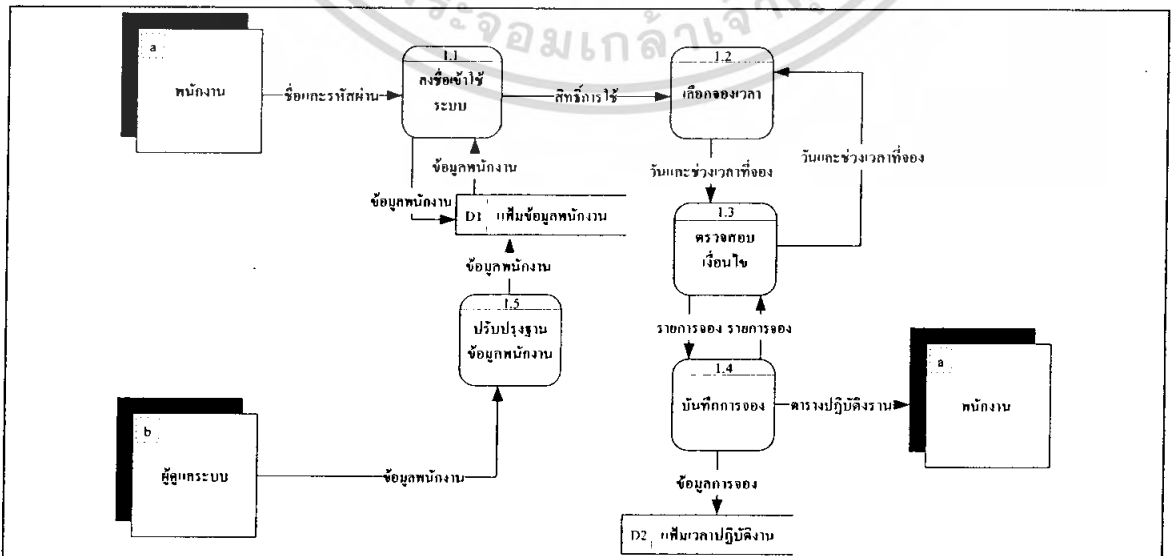 ระจอมเกล้าเจ้า
a
พนักงาน
ชื่อและรหัสผ่าน
1.1
ลงชื่อเข้าใช้
ระบบ
สิทธิ์การใช้
1.2
เลือกจองเวลา
ข้อมูลพนักงาน
ข้อมูลพนักงาน
D1 แฟ้มข้อมูลพนักงาน
วันและช่วงเวลาที่จอง
วันและช่วงเวลาที่จอง
1.3
ตรวจสอบ
เงื่อนไข
ข้อมูลพนักงาน
1.5
ปรับปรุงฐาน
ข้อมูลพนักงาน
รายการจอง รายการจอง
1.4
บันทึกการจอง
ตารางปฏิบัติงราน
a
พนักงาน
b
ผู้ดูแลระบบ
ข้อมูลพนักงาน
ข้อมูลการจอง
D2 แฟ้มเวลาปฏิบัติงาน